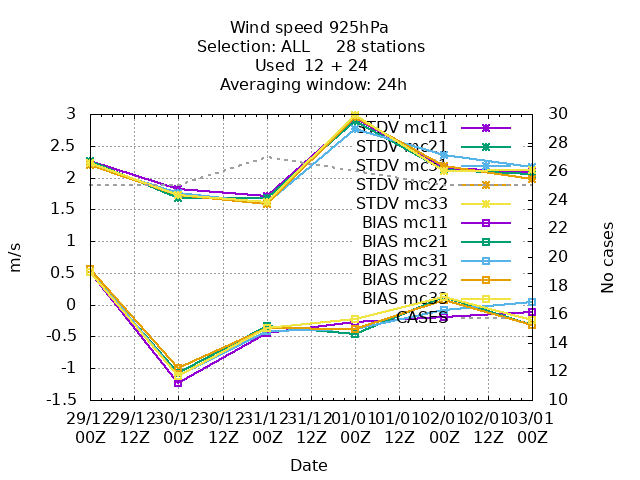 Wind speed 925hPa
Selection: ALL 28 stations
Used 12 + 24
Averaging window: 24h
3
2.5
2
1.5
1
0.5
0
-0.5
-1
-1.5
30
28
26
24
22
20
18
16
14
12
10
m/s
No cases
STDV mc11
STDV mc21
STDV mc31
STDV mc22
STDV mc33
BIAS mc11
BIAS mc21
BIAS mc31
BIAS mc22
BIAS mc33
CASES
29/12 29/12 30/12 30/12 31/12 31/12 01/01 01/01 02/01 02/01 03/01
00Z 12Z 00Z 12Z 00Z 12Z 00Z 12Z 00Z 12Z 00Z
Date